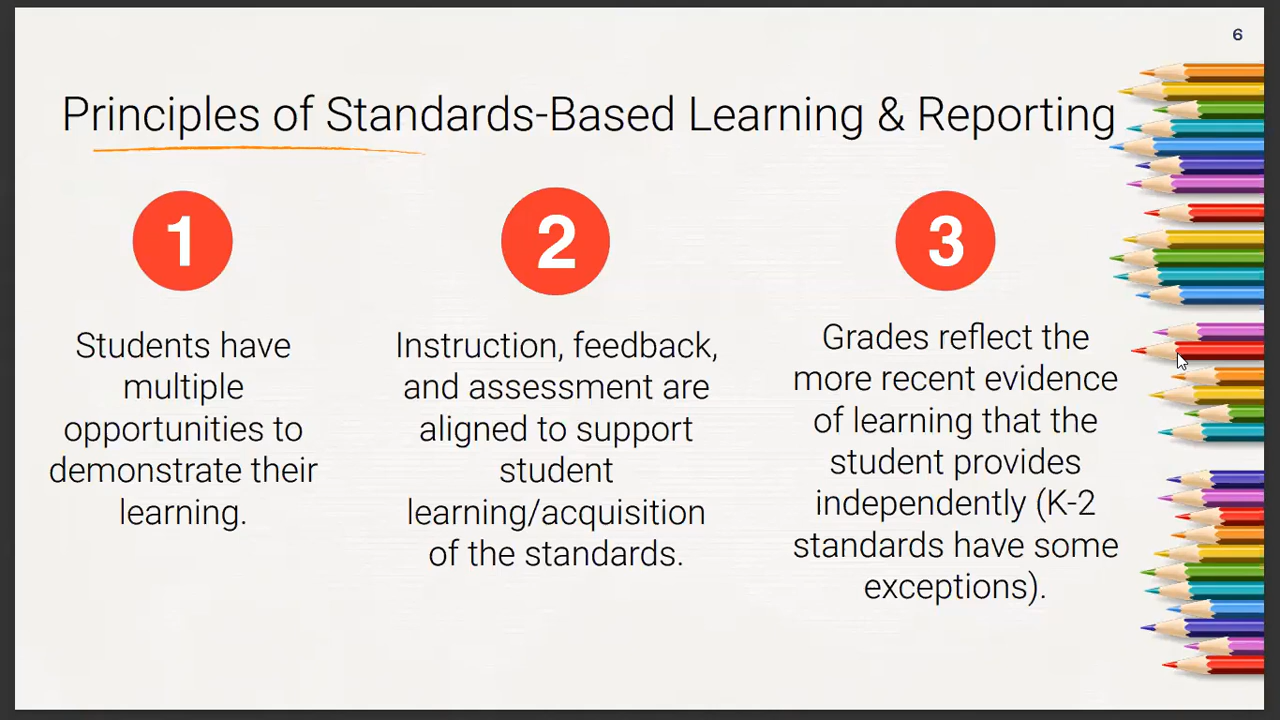 6
Principles of Standards-Based Learning & Reporting
1
Students have
multiple
opportunities to
demonstrate their
learning.
2
Instruction, feedback,
and assessment are
aligned to support
student
learning/acquisition
of the standards.
3
Grades reflect the
more recent evidence
of learning that the
student provides
independently (K-2
standards have some
exceptions).